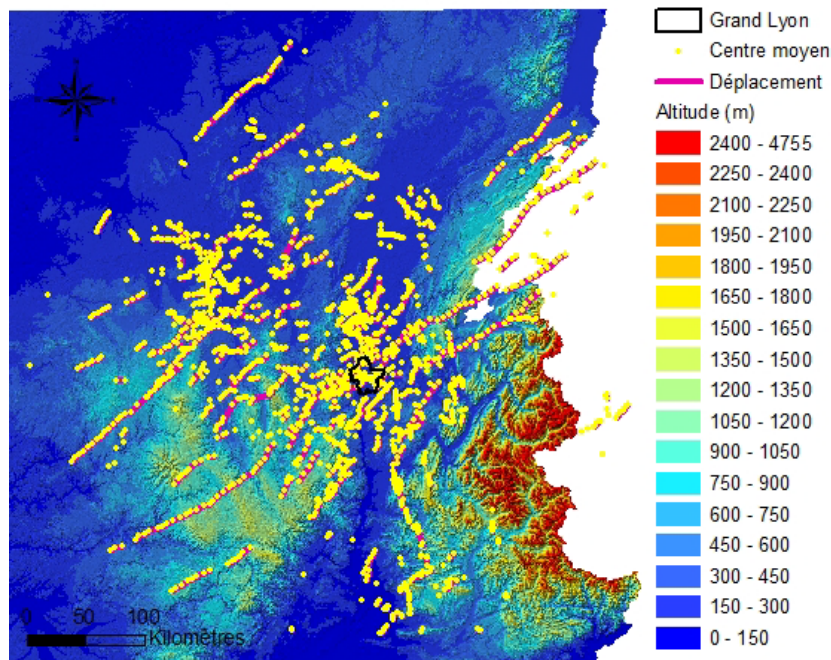 Grand Lyon
Centre moyen
Déplacement
Altitude (m)
2400 - 4755
2250 - 2400
2100 - 2250
1950 - 2100
1800 - 1950
1650 - 1800
1500 - 1650
1350 - 1500
1200 - 1350
1050 - 1200
900 - 1050
750 - 900
600 - 750
450 - 600
300 - 450
150 - 300
0 - 150
0 50 100
Kilomètres